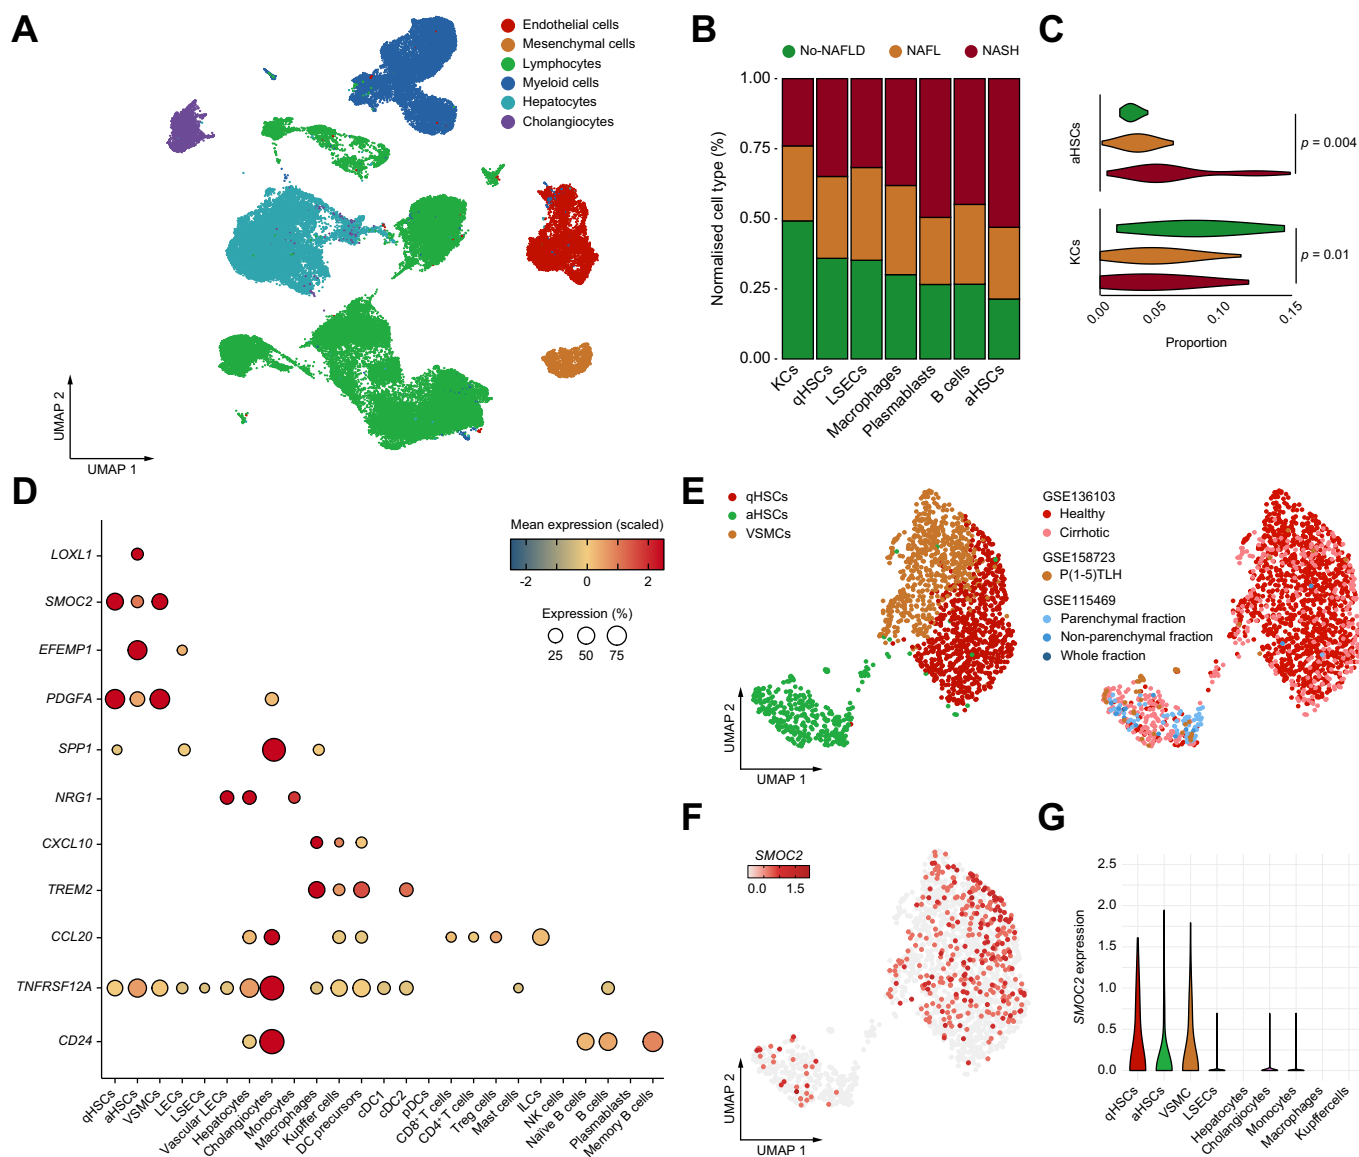 A
Endothelial cells
Mesenchymal cells
Lymphocytes
Myeloid cells
Hepatocytes
Cholangiocytes
UMAP 2
UMAP 1
B
No-NAFLD NAFL NASH
Normalised cell type (%)
1.00
0.75
0.50
0.25
0.00
KCs
qHSCs
LSECs
Macrophages
Plasmablasts
B cells
aHSCs
C
aHSCs
p = 0.004
KCs
p = 0.01
0.00 0.05 0.10 0.15
Proportion
D
Mean expression (scaled)
-2 0 2
Expression (%)
25 50 75
LOXL1
SMOC2
EFEMP1
PDGFA
SPP1
NRG1
CXCL10
TREM2
CCL20
TNFRSF12A
CD24
qHSCs
aHSCs
VSMCs
LECs
LSECs
Vascular LECs
Hepatocytes
Cholangiocytes
Monocytes
Macrophages
Kupffer cells
DC precursors
cDC1
cDC2
pDCs
CD8+ T cells
CD4+ T cells
Treg cells
Mast cells
ILCs
NK cells
Naïve B cells
B cells
Plasmablasts
Memory B cells
E
qHSCs
aHSCs
VSMCs
UMAP 2
UMAP 1
GSE136103
Healthy
Cirrhotic
GSE158723
P(1-5)TLH
GSE115469
Parenchymal fraction
Non-parenchymal fraction
Whole fraction
F
SMOC2
0.0 1.5
UMAP 2
UMAP 1
G
SMOC2 expression
2.5
2.0
1.5
1.0
0.5
0.0
qHSCs
aHSCs
VSMC
LSECs
Hepatocytes
Cholangiocytes
Monocytes
Macrophages
Kupffercells